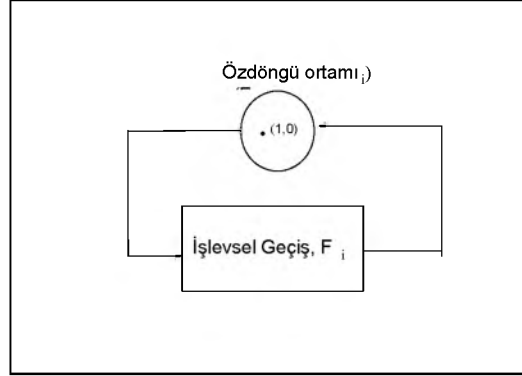 Özdöngü ortamı i)
(1,0)
İşlevsel Geçiş, F i